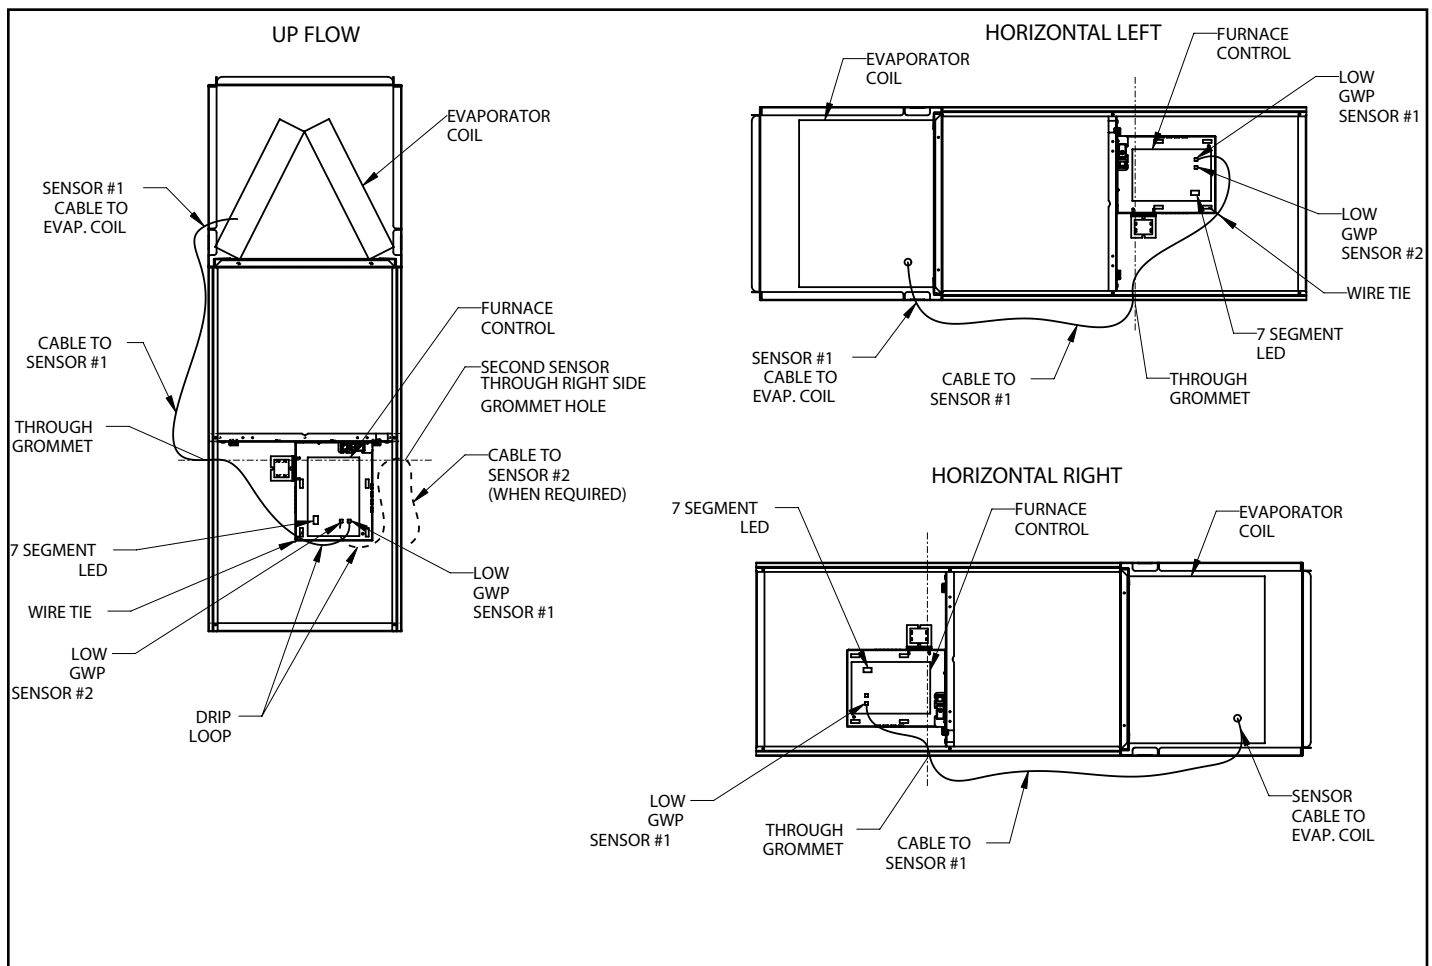 UP FLOW
EVAPORATOR
COIL
SENSOR #1
CABLE TO
EVAP. COIL
FURNACE
CONTROL
CABLE TO
SENSOR #1
SECOND SENSOR
THROUGH RIGHT SIDE
GROMMET HOLE
THROUGH
GROMMET
CABLE TO
SENSOR #2
(WHEN REQUIRED)
7 SEGMENT
LED
LOW
GWP
SENSOR #1
WIRE TIE
LOW
GWP
SENSOR #2
DRIP
LOOP
HORIZONTAL LEFT
EVAPORATOR
COIL
FURNACE
CONTROL
LOW
GWP
SENSOR #1
LOW
GWP
SENSOR #2
WIRE TIE
7 SEGMENT
LED
SENSOR #1
CABLE TO
EVAP. COIL
CABLE TO
SENSOR #1
THROUGH
GROMMET
HORIZONTAL RIGHT
7 SEGMENT
LED
FURNACE
CONTROL
EVAPORATOR
COIL
LOW
GWP
SENSOR #1
THROUGH
GROMMET
CABLE TO
SENSOR #1
SENSOR
CABLE TO
EVAP. COIL